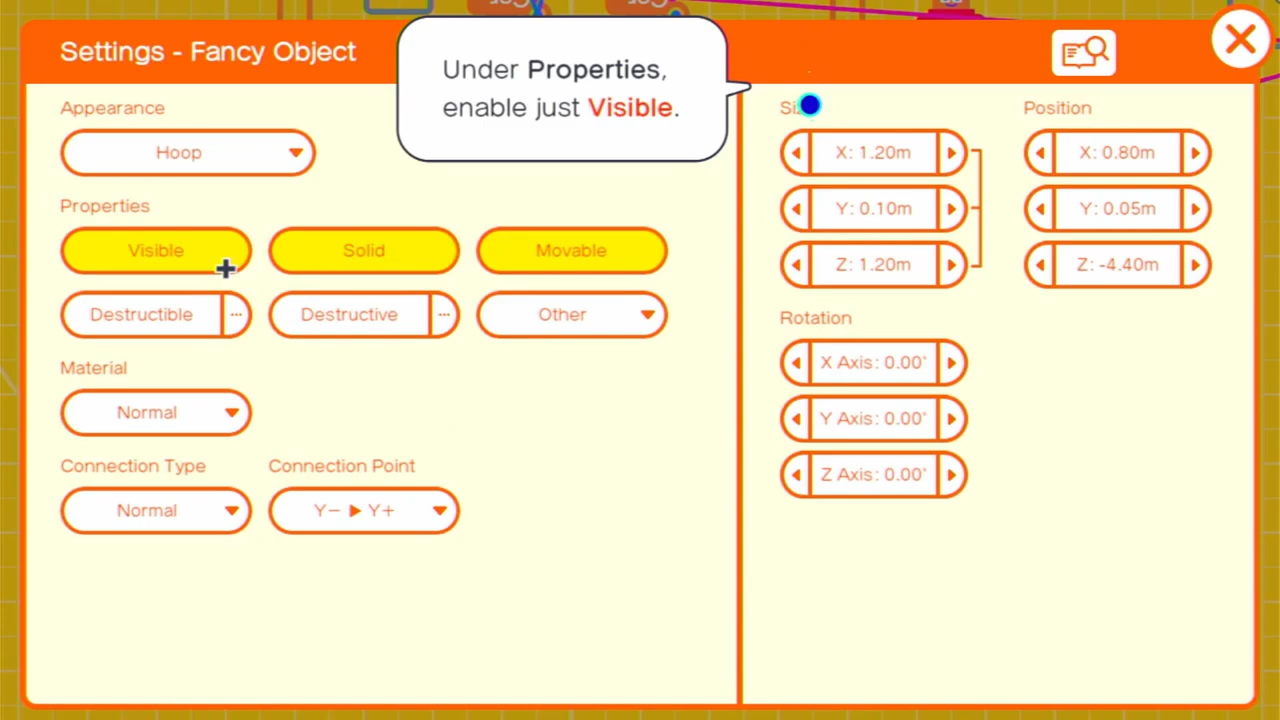 Settings - Fancy Object
Under Properties,
enable just Visible.
Appearance
Hoop
Properties
Visible
Solid
Movable
Destructible
...
Destructive
...
Other
Material
Normal
Connection Type
Connection Point
Normal
Y− ▶ Y+
Position
X: 1.20m
Y: 0.10m
Z: 1.20m
X: 0.80m
Y: 0.05m
Z: -4.40m
Rotation
X Axis: 0.00°
Y Axis: 0.00°
Z Axis: 0.00°